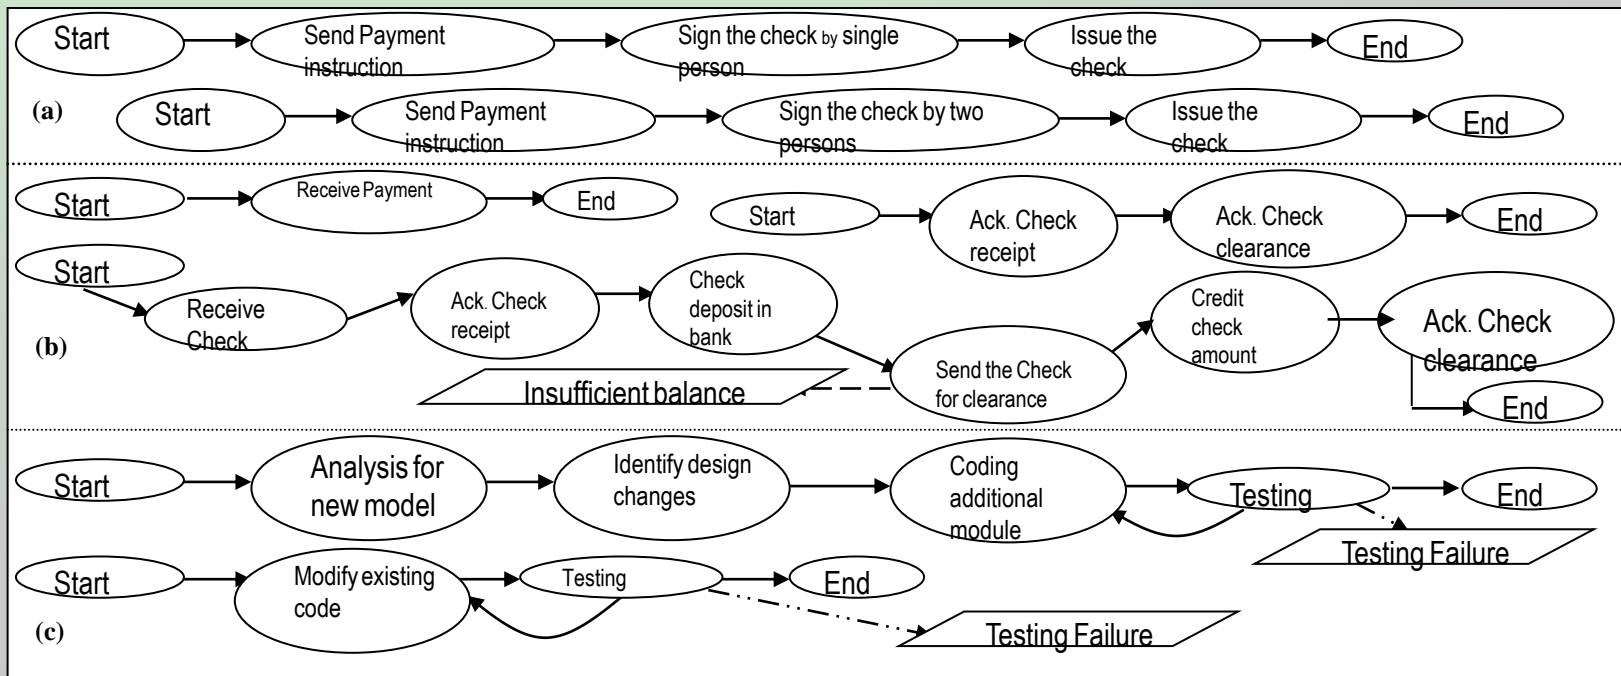 Start
Send Payment
instruction
Sign the check by single
person
Issue the
check
End
(a)
Start
Send Payment
instruction
Sign the check by two
persons
Issue the
check
End
Start
Receive Payment
End
Start
Ack. Check
receipt
Ack. Check
clearance
End
(b)
Start
Receive
Check
Ack. Check
receipt
Check
deposit in
bank
Send the Check
for clearance
Insufficient balance
Credit
check
amount
Ack. Check
clearance
End
Start
Analysis for
new model
Identify design
changes
Coding
additional
module
Testing
End
Testing Failure
(c)
Start
Modify existing
code
Testing
End
Testing Failure